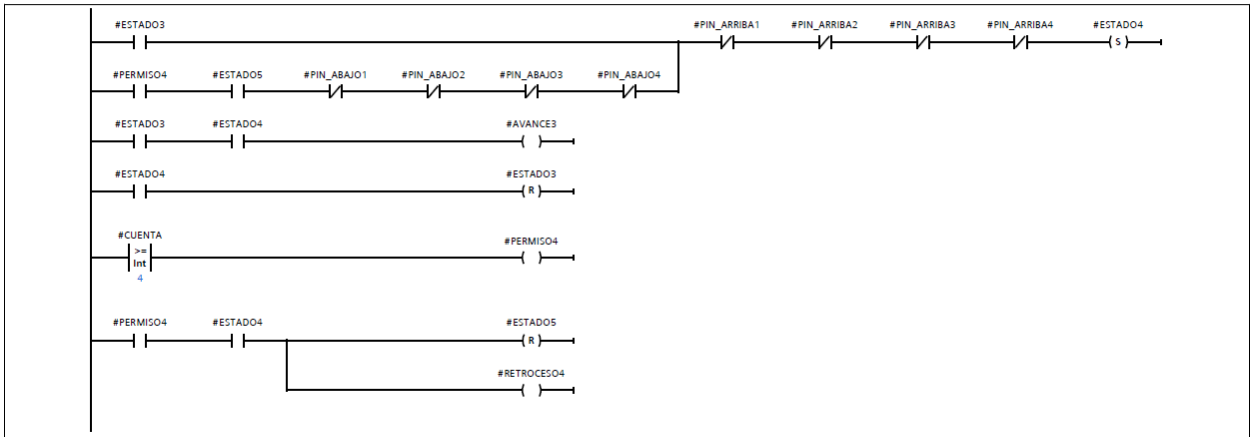 #ESTADO3 #PIN_ARRIBA1 #PIN_ARRIBA2 #PIN_ARRIBA3 #PIN_ARRIBA4 #ESTADO4
S
#PERMISO4 #ESTADO5 #PIN_ABAJO1 #PIN_ABAJO2 #PIN_ABAJO3 #PIN_ABAJO4
#ESTADO3 #ESTADO4 #AVANCE3
#ESTADO4 #ESTADO3
R
#CUENTA #PERMISO4
>=
Int
4
#PERMISO4 #ESTADO4 #ESTADO5
R
#RETROCESO4